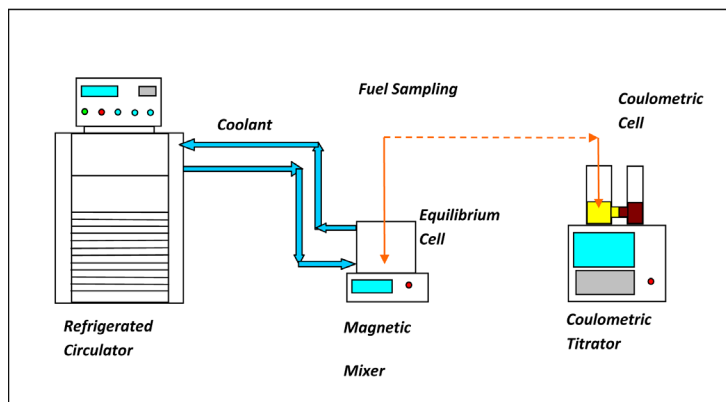 Fuel Sampling
Coulometric
Cell
Coolant
Equilibrium
Cell
Refrigerated
Circulator
Magnetic
Mixer
Coulometric
Titrator